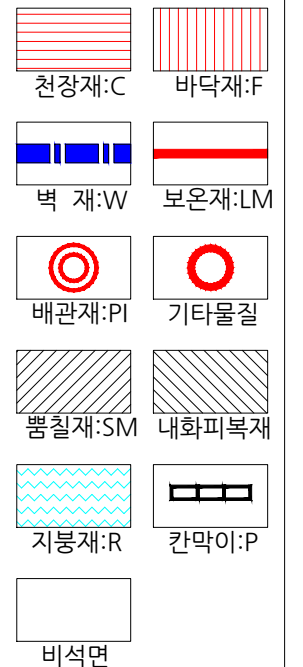 천장재:C
바닥재:F
벽 재:W
보온재:LM
배관재:PI
기타물질
뿜칠재:SM
내화피복재
지붕재:R
칸막이:P
비석면